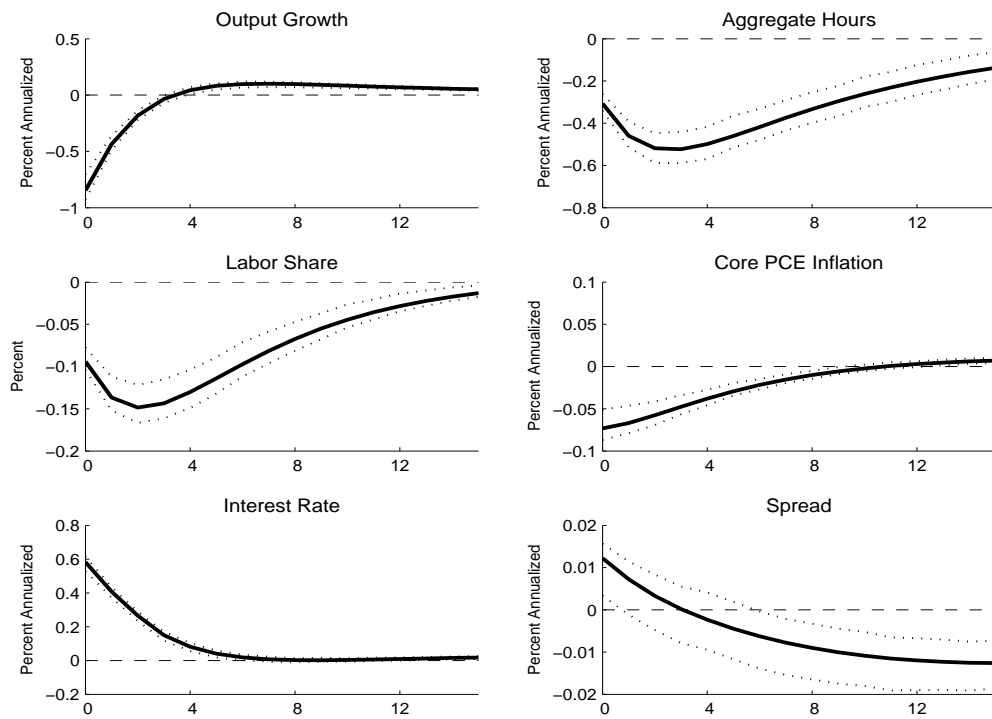 Output Growth
Percent Annualized
0.5
0
−0.5
−1
0 4 8 12
Aggregate Hours
Percent Annualized
0
−0.2
−0.4
−0.6
−0.8
0 4 8 12
Labor Share
Percent
0
−0.05
−0.1
−0.15
−0.2
0 4 8 12
Core PCE Inflation
Percent Annualized
0.1
0.05
0
−0.05
−0.1
0 4 8 12
Interest Rate
Percent Annualized
0.8
0.6
0.4
0.2
0
−0.2
0 4 8 12
Spread
Percent Annualized
0.02
0.01
0
−0.01
−0.02
0 4 8 12